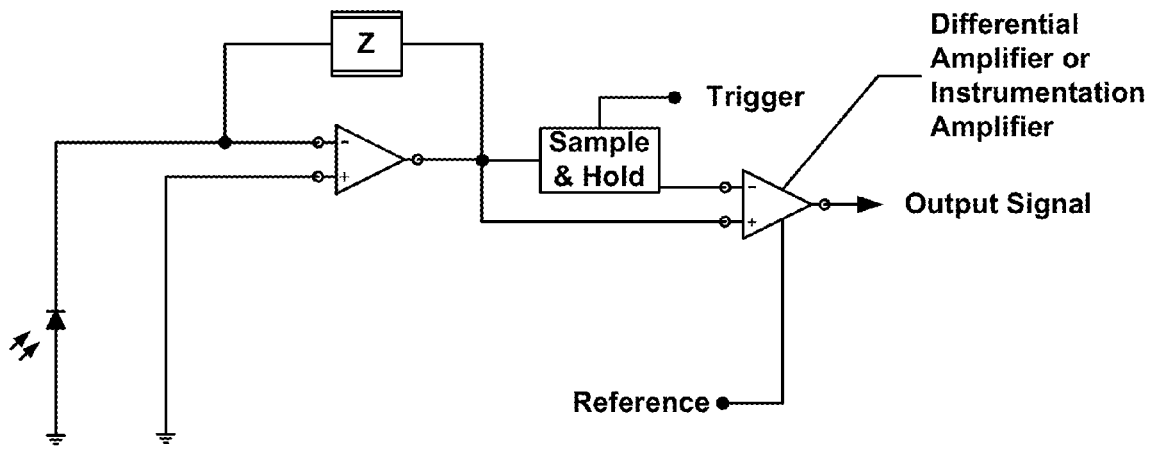 Z
Differential
Amplifier or
Instrumentation
Amplifier
Trigger
Sample
& Hold
-
+
-
+
Output Signal
Reference